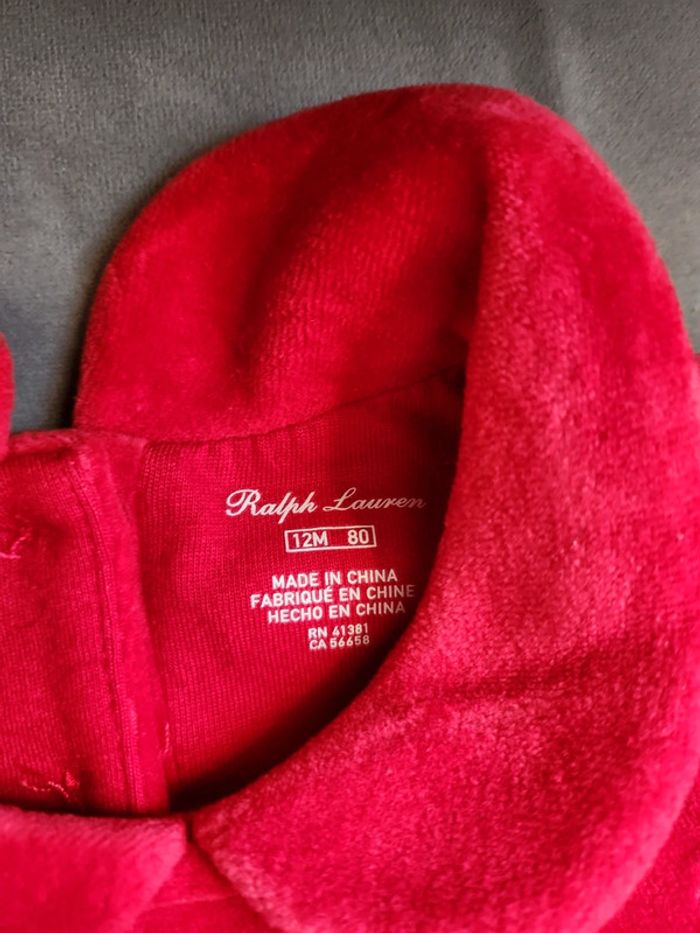 Ralph Lauren
12M 80
MADE IN CHINA
FABRIQUÉ EN CHINE
HECHO EN CHINA
RN 41381
CA 56658